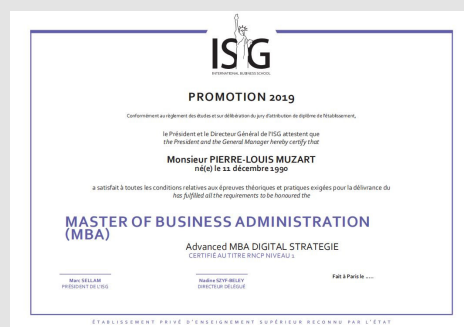 ISG
INTERNATIONAL BUSINESS SCHOOL
PROMOTION 2019
Conformément au règlement des études et sur délibération du jury d'attribution de diplôme de l'établissement,
le Président et le Directeur Général de l'ISG attestent que
the President and the General Manager hereby certify that
Monsieur PIERRE-LOUIS MUZART
né(e) le 11 décembre 1990
a satisfait à toutes les conditions relatives aux épreuves théoriques et pratiques exigées pour la délivrance du
has fulfilled all the requirements to be honoured the
MASTER OF BUSINESS ADMINISTRATION
(MBA)
Advanced MBA DIGITAL STRATEGIE
CERTIFIÉ AU TITRE RNCP NIVEAU 1
Marc SELLAM
PRÉSIDENT DE L'ISG
Nadine SZYF-BELEY
DIRECTEUR DÉLÉGUÉ
Fait à Paris le .....
ÉTABLISSEMENT PRIVÉ D'ENSEIGNEMENT SUPÉRIEUR RECONNU PAR L'ÉTAT